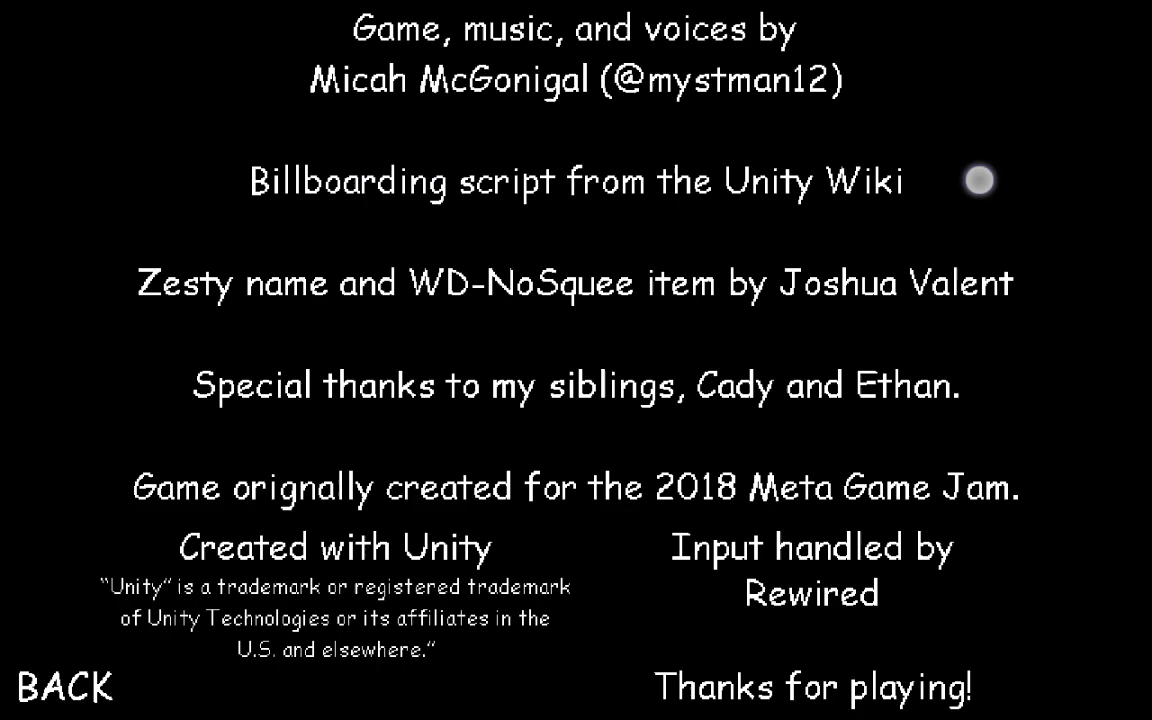 Game, music, and voices by
Micah McGonigal (@mystman12)
Billboarding script from the Unity Wiki
Zesty name and WD-NoSquee item by Joshua Valent
Special thanks to my siblings, Cady and Ethan.
Game orignally created for the 2018 Meta Game Jam.
Created with Unity
“Unity” is a trademark or registered trademark
of Unity Technologies or its affiliates in the
U.S. and elsewhere.”
Input handled by
Rewired
BACK
Thanks for playing!